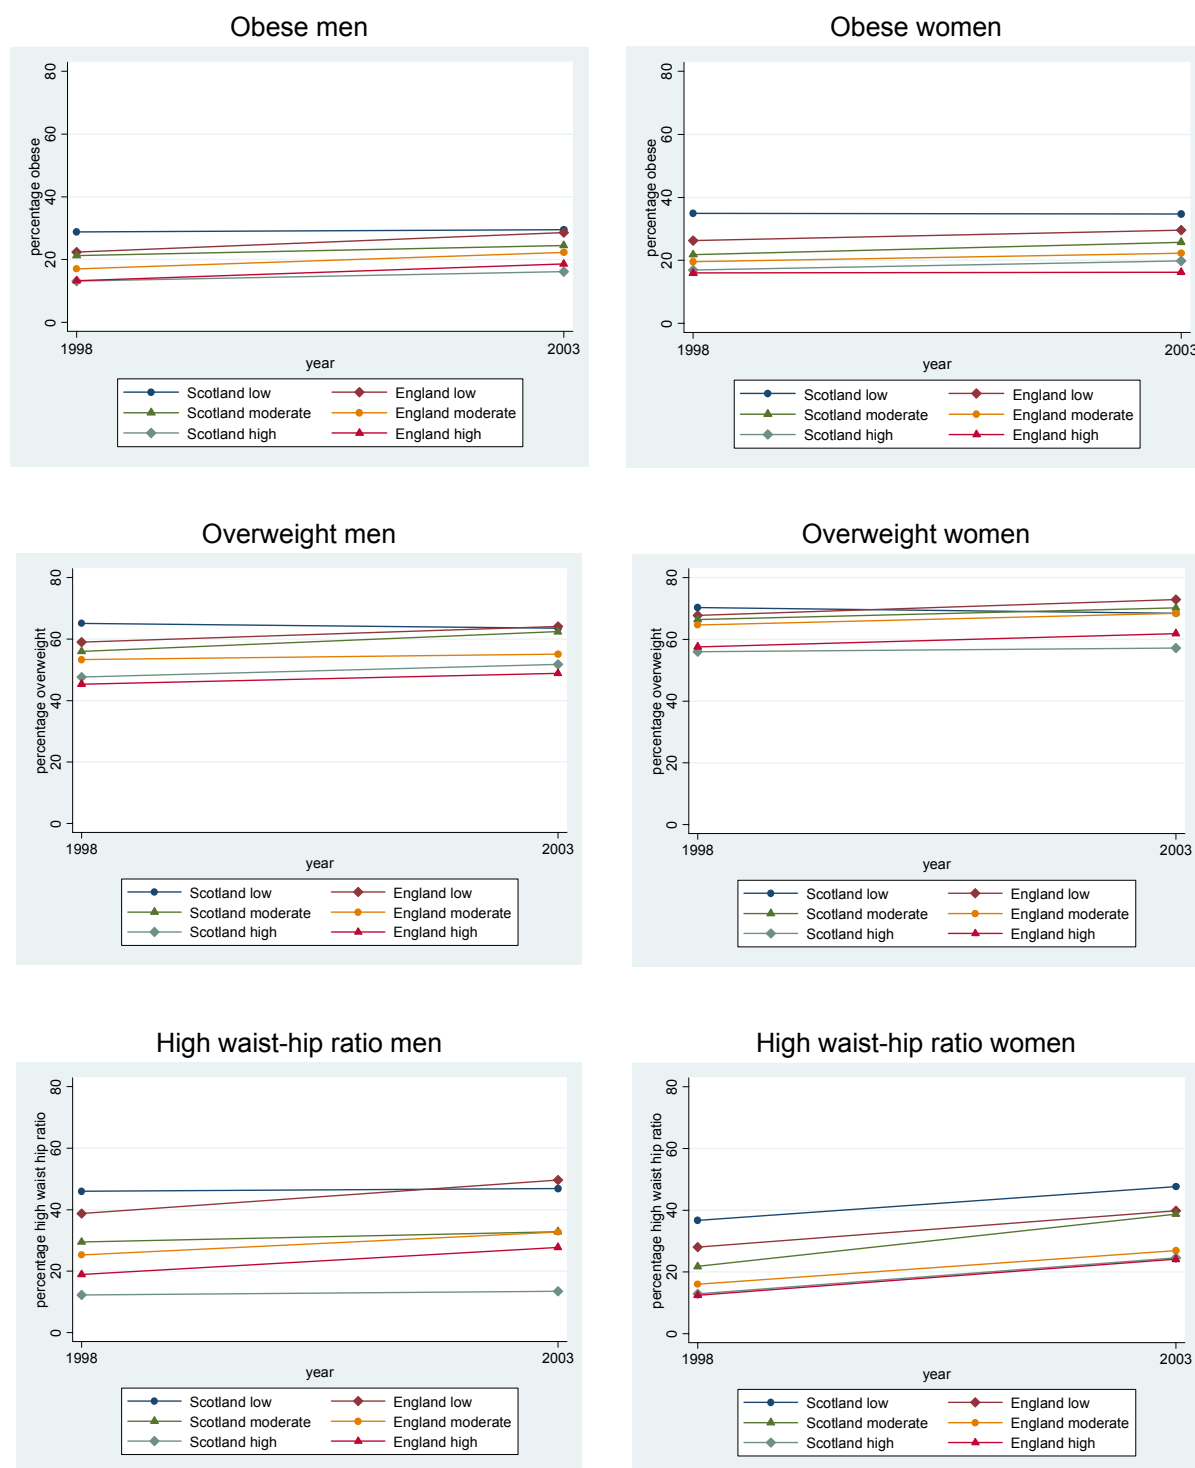 Obese men
percentage obese
80
60
40
20
0
1998 2003
year
Scotland low England low
Scotland moderate England moderate
Scotland high England high
Obese women
percentage obese
80
60
40
20
0
1998 2003
year
Scotland low England low
Scotland moderate England moderate
Scotland high England high
Overweight men
percentage overweight
80
60
40
20
0
1998 2003
year
Scotland low England low
Scotland moderate England moderate
Scotland high England high
Overweight women
percentage overweight
80
60
40
20
0
1998 2003
year
Scotland low England low
Scotland moderate England moderate
Scotland high England high
High waist-hip ratio men
percentage high waist hip ratio
80
60
40
20
0
1998 2003
year
Scotland low England low
Scotland moderate England moderate
Scotland high England high
High waist-hip ratio women
percentage high waist hip ratio
80
60
40
20
0
1998 2003
year
Scotland low England low
Scotland moderate England moderate
Scotland high England high